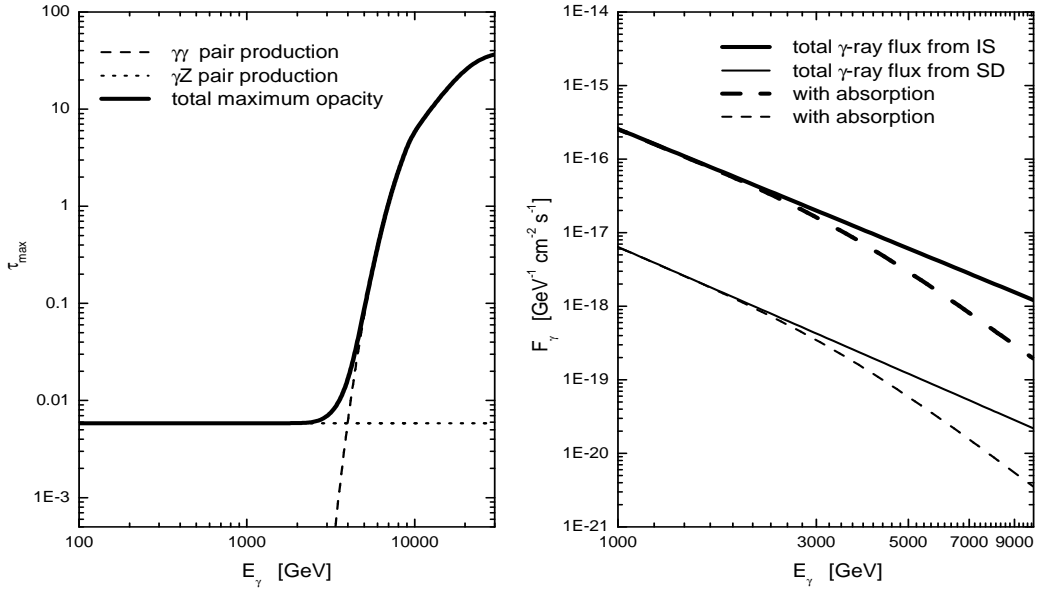 100
10
1
0.1
0.01
1E-3
τmax
γγ pair production
γZ pair production
total maximum opacity
100 1000 10000
Eγ [GeV]
1E-14
1E-15
1E-16
1E-17
1E-18
1E-19
1E-20
1E-21
Fγ [GeV⁻¹ cm⁻² s⁻¹]
total γ-ray flux from IS
total γ-ray flux from SD
with absorption
with absorption
1000 3000 5000 7000 9000
Eγ [GeV]